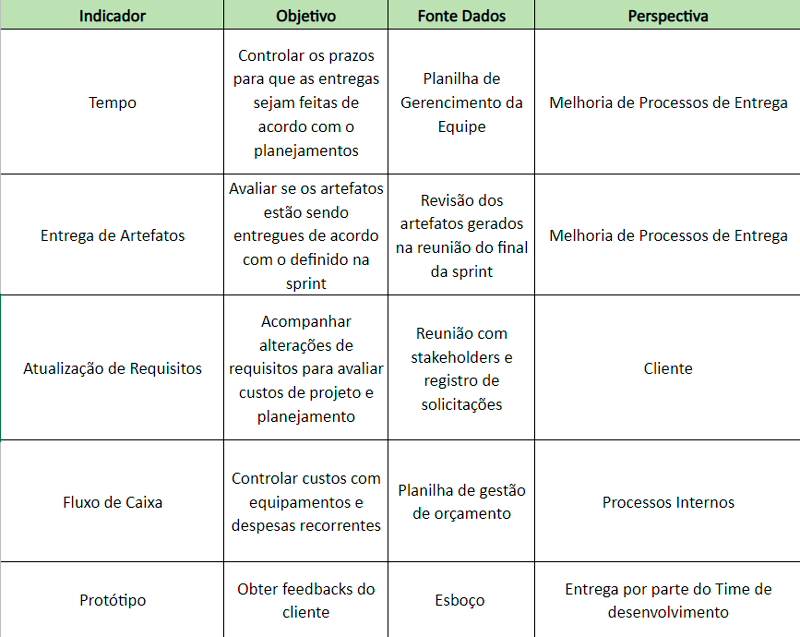 Indicador Objetivo Fonte Dados Perspectiva
Tempo
Controlar os prazos
para que as entregas
sejam feitas de
acordo com o
planejamentos
Planilha de
Gerencimento da
Equipe
Melhoria de Processos de Entrega
Entrega de Artefatos
Avaliar se os artefatos
estão sendo
entregues de acordo
com o definido na
sprint
Revisão dos
artefatos gerados
na reunião do final
da sprint
Melhoria de Processos de Entrega
Atualização de Requisitos
Acompanhar
alterações de
requisitos para avaliar
custos de projeto e
planejamento
Reunião com
stakeholders e
registro de
solicitações
Cliente
Fluxo de Caixa
Controlar custos com
equipamentos e
despesas recorrentes
Planilha de gestão
de orçamento
Processos Internos
Protótipo
Obter feedbacks do
cliente
Esboço
Entrega por parte do Time de
desenvolvimento